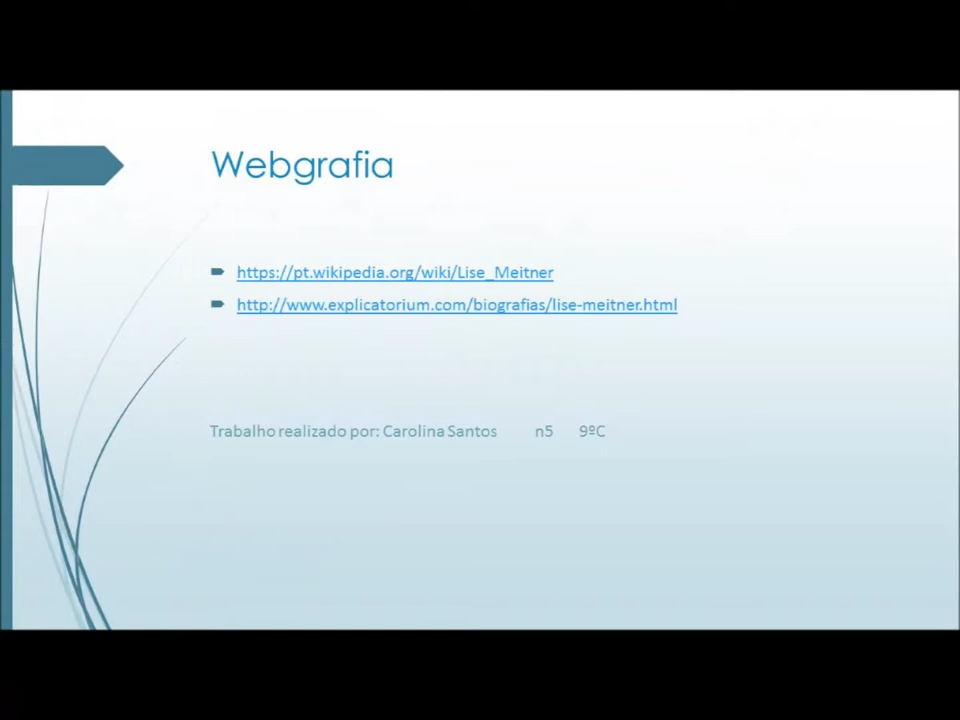 Webgrafia
https://pt.wikipedia.org/wiki/Lise_Meitner
http://www.explicatorium.com/biografias/lise-meitner.html
Trabalho realizado por: Carolina Santos n5 9ºC